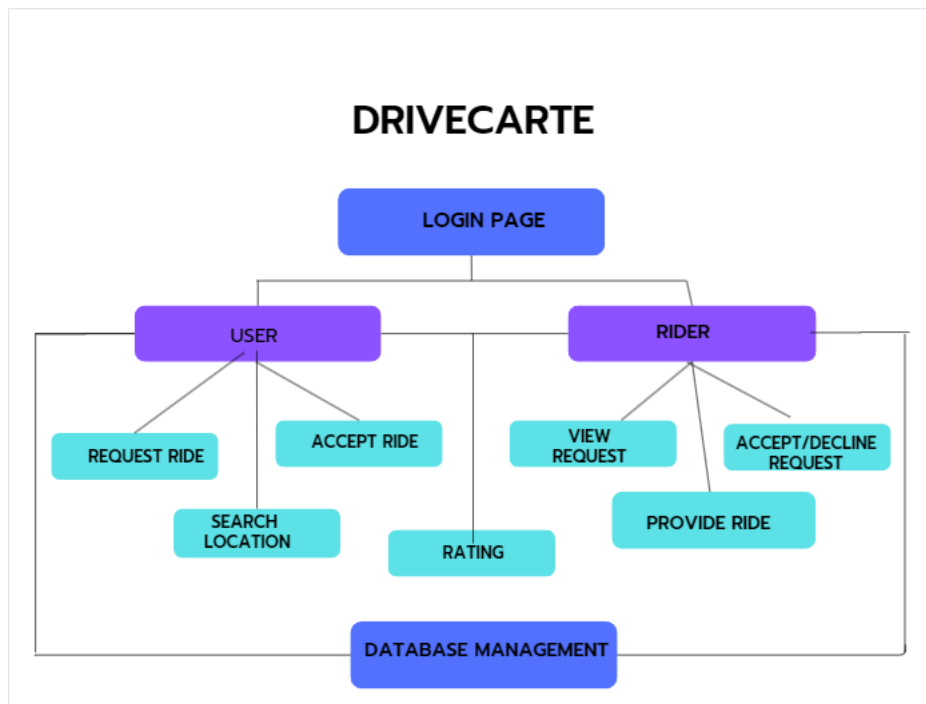 DRIVECARTE
LOGIN PAGE
USER
RIDER
REQUEST RIDE
ACCEPT RIDE
VIEW
REQUEST
ACCEPT/DECLINE
REQUEST
SEARCH
LOCATION
PROVIDE RIDE
RATING
DATABASE MANAGEMENT